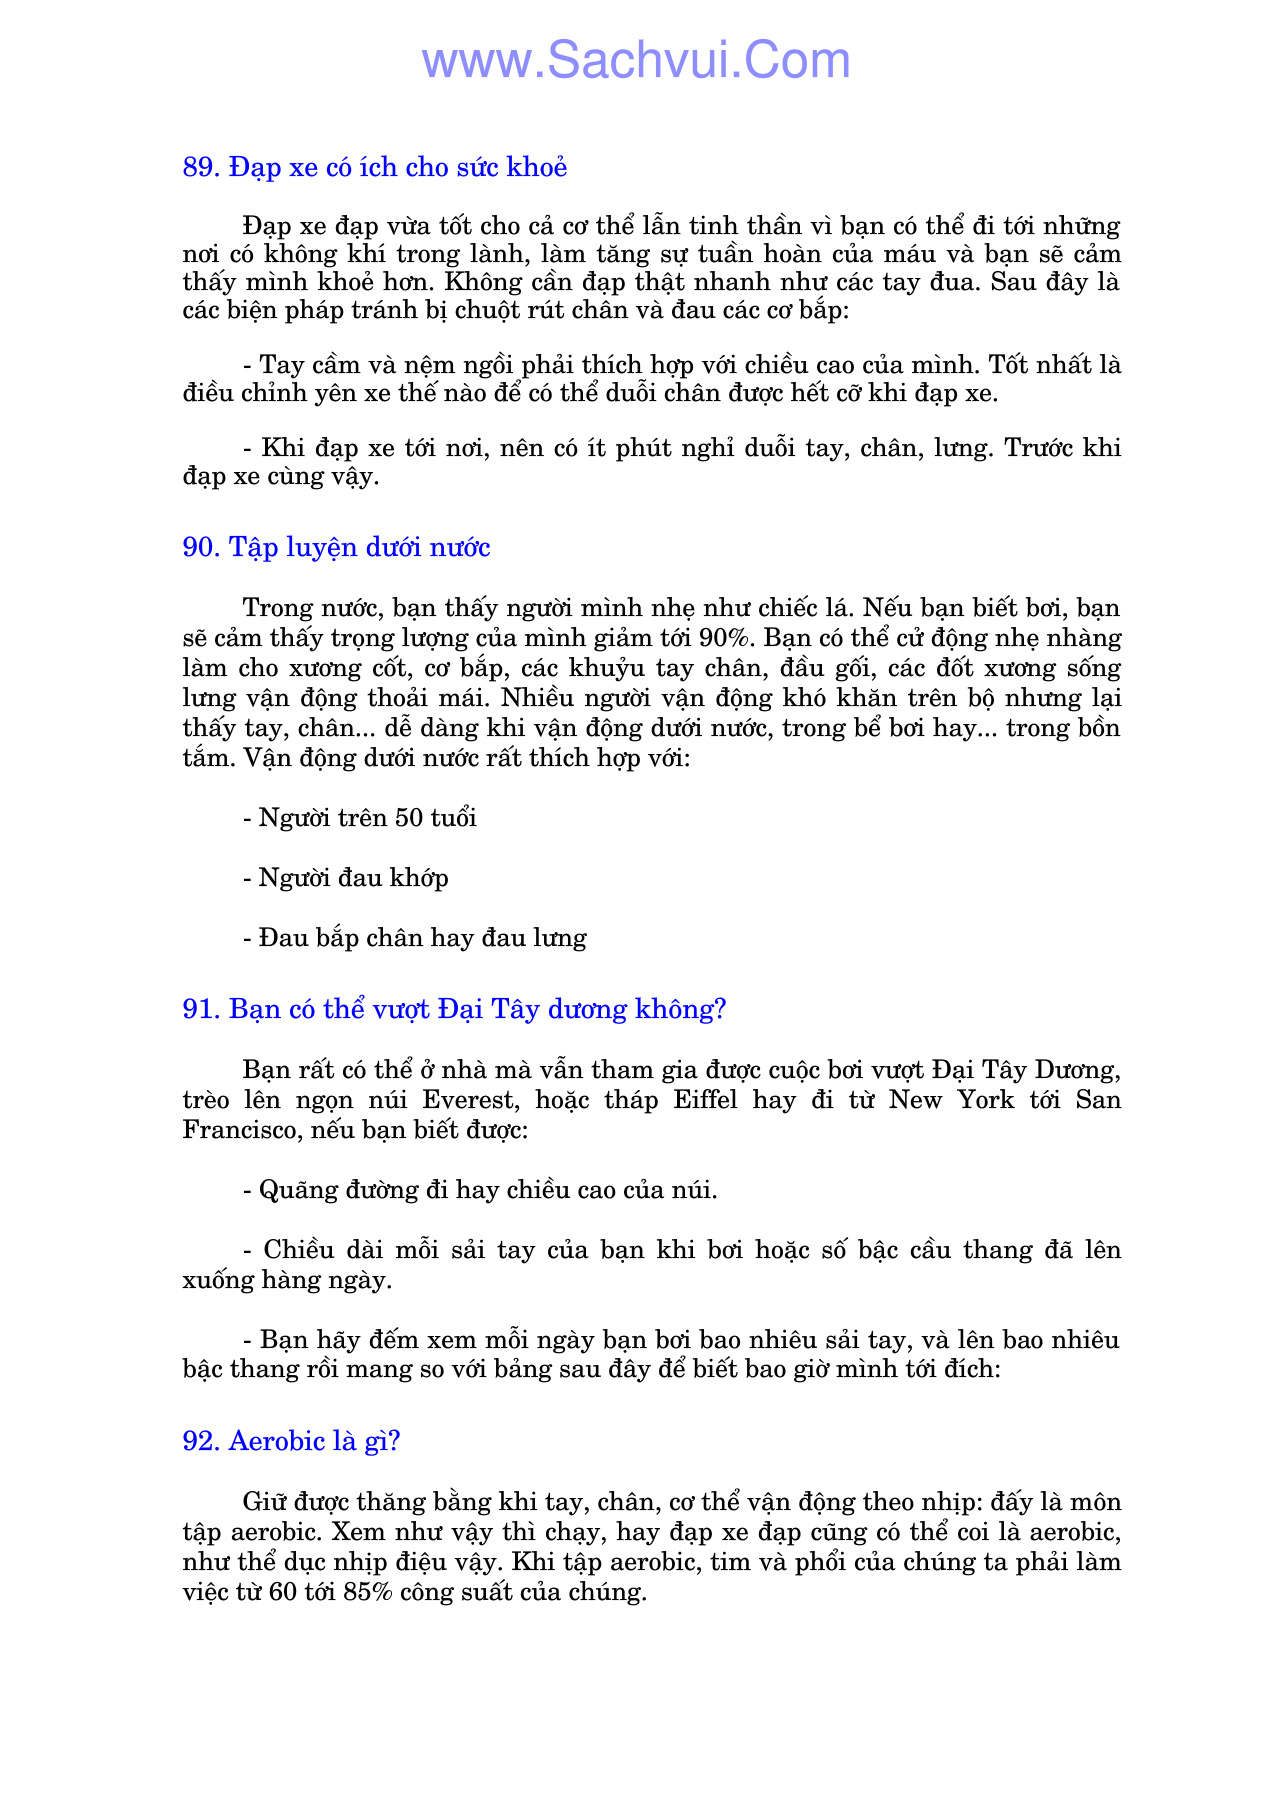 www.Sachvui.Com
89. Đạp xe có ích cho sức khoẻ
Đạp xe đạp vừa tốt cho cả cơ thể lẫn tinh thần vì bạn có thể đi tới những
nơi có không khí trong lành, làm tăng sự tuần hoàn của máu và bạn sẽ cảm
thấy mình khoẻ hơn. Không cần đạp thật nhanh như các tay đua. Sau đây là
các biện pháp tránh bị chuột rút chân và đau các cơ bắp:
- Tay cầm và nệm ngồi phải thích hợp với chiều cao của mình. Tốt nhất là
điều chỉnh yên xe thế nào để có thể duỗi chân được hết cỡ khi đạp xe.
- Khi đạp xe tới nơi, nên có ít phút nghỉ duỗi tay, chân, lưng. Trước khi
đạp xe cùng vậy.
90. Tập luyện dưới nước
Trong nước, bạn thấy người mình nhẹ như chiếc lá. Nếu bạn biết bơi, bạn
sẽ cảm thấy trọng lượng của mình giảm tới 90%. Bạn có thể cử động nhẹ nhàng
làm cho xương cốt, cơ bắp, các khuỷu tay chân, đầu gối, các đốt xương sống
lưng vận động thoải mái. Nhiều người vận động khó khăn trên bộ nhưng lại
thấy tay, chân... dễ dàng khi vận động dưới nước, trong bể bơi hay... trong bồn
tắm. Vận động dưới nước rất thích hợp với:
- Người trên 50 tuổi
- Người đau khớp
- Đau bắp chân hay đau lưng
91. Bạn có thể vượt Đại Tây dương không?
Bạn rất có thể ở nhà mà vẫn tham gia được cuộc bơi vượt Đại Tây Dương,
trèo lên ngọn núi Everest, hoặc tháp Eiffel hay đi từ New York tới San
Francisco, nếu bạn biết được:
- Quãng đường đi hay chiều cao của núi.
- Chiều dài mỗi sải tay của bạn khi bơi hoặc số bậc cầu thang đã lên
xuống hàng ngày.
- Bạn hãy đếm xem mỗi ngày bạn bơi bao nhiêu sải tay, và lên bao nhiêu
bậc thang rồi mang so với bảng sau đây để biết bao giờ mình tới đích:
92. Aerobic là gì?
Giữ được thăng bằng khi tay, chân, cơ thể vận động theo nhịp: đấy là môn
tập aerobic. Xem như vậy thì chạy, hay đạp xe đạp cũng có thể coi là aerobic,
như thể dục nhịp điệu vậy. Khi tập aerobic, tim và phổi của chúng ta phải làm
việc từ 60 tới 85% công suất của chúng.